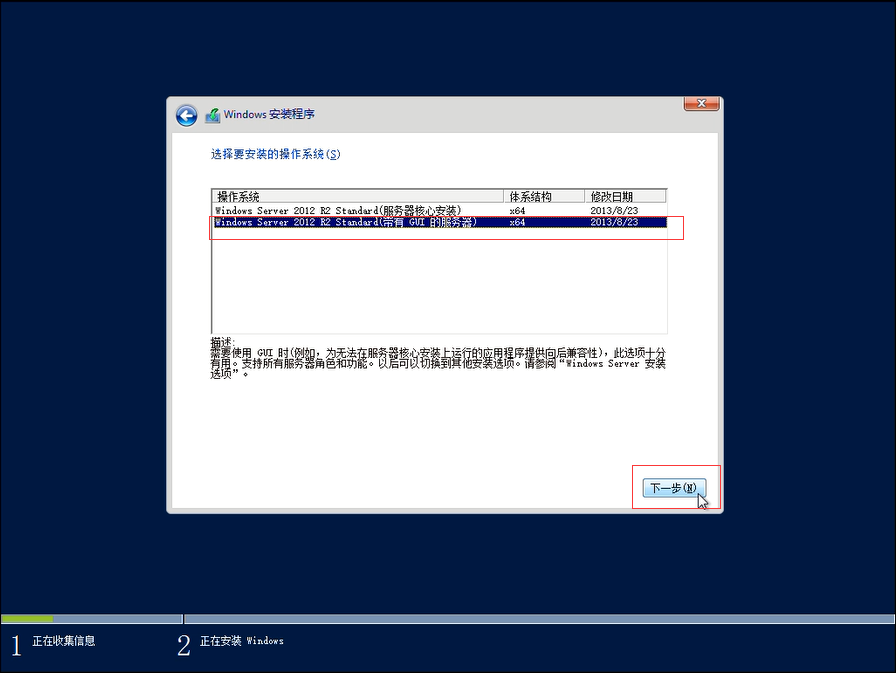 Windows 安装程序
选择要安装的操作系统(S)
操作系统 体系结构 修改日期
Windows Server 2012 R2 Standard(服务器核心安装) x64 2013/8/23
Windows Server 2012 R2 Standard(带有 GUI 的服务器) x64 2013/8/23
描述:
需要使用 GUI 时(例如，为无法在服务器核心安装上运行的应用程序提供向后兼容性)，此选项十分
有用。支持所有服务器角色和功能。以后可以切换到其他安装选项。请参阅“Windows Server 安装
选项”。
下一步(N)
1 正在收集信息 2 正在安装 Windows